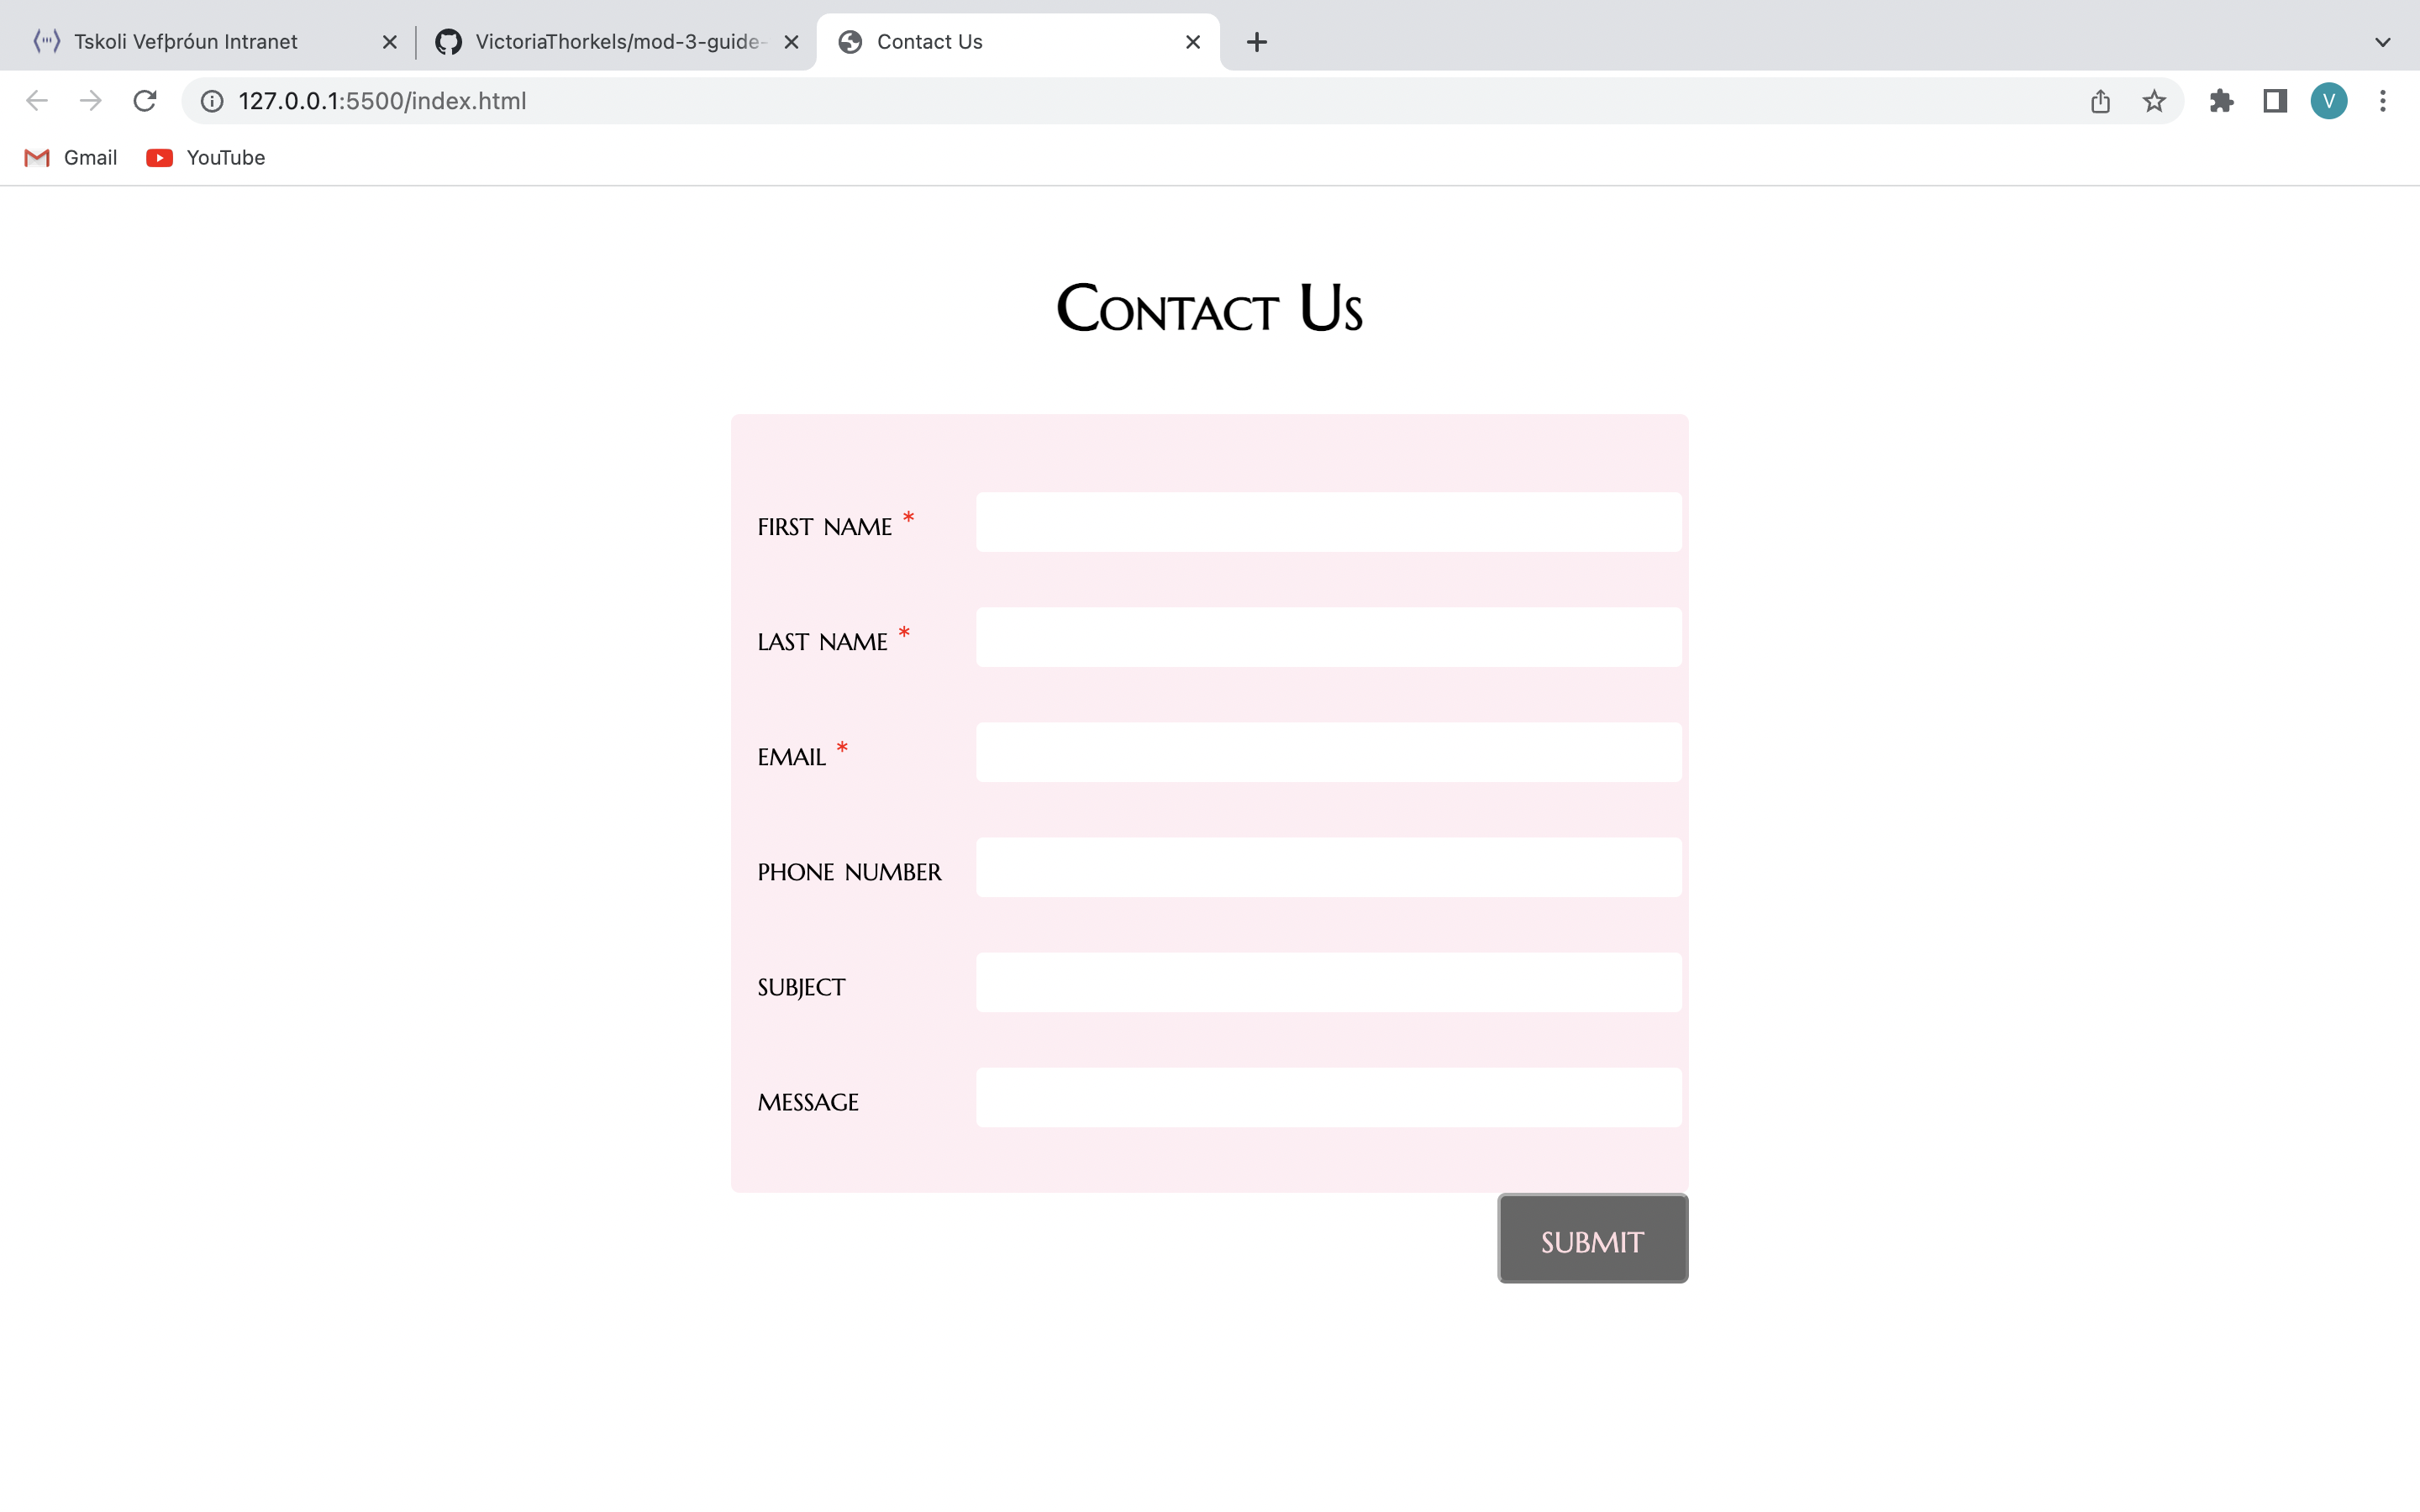 Tskoli Vefþróun Intranet
VictoriaThorkels/mod-3-guide-
Contact Us
127.0.0.1:5500/index.html
V
Gmail
YouTube
Contact Us
FIRST NAME *
LAST NAME *
EMAIL *
PHONE NUMBER
SUBJECT
MESSAGE
SUBMIT